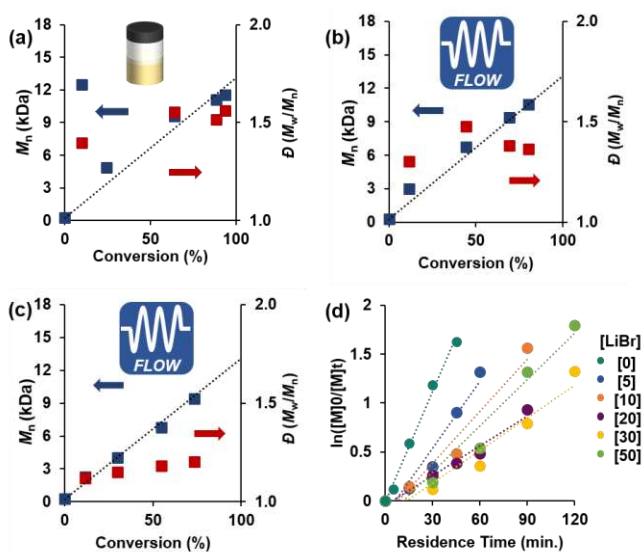 (a)
18
15
12
9
6
3
0
Mn (kDa)
2.0
1.5
1.0
Đ (Mw/Mn)
0
50
100
Conversion (%)
(b)
18
15
12
9
6
3
0
Mn (kDa)
FLOW
2.0
1.5
1.0
Đ (Mw/Mn)
0
50
100
Conversion (%)
(c)
18
15
12
9
6
3
0
Mn (kDa)
FLOW
2.0
1.5
1.0
Đ (Mw/Mn)
0
50
100
Conversion (%)
(d)
2
1.5
1
0.5
0
ln([M]0/[M]t)
0 30 60 90 120
Residence Time (min.)
[LiBr]
[0]
[5]
[10]
[20]
[30]
[50]